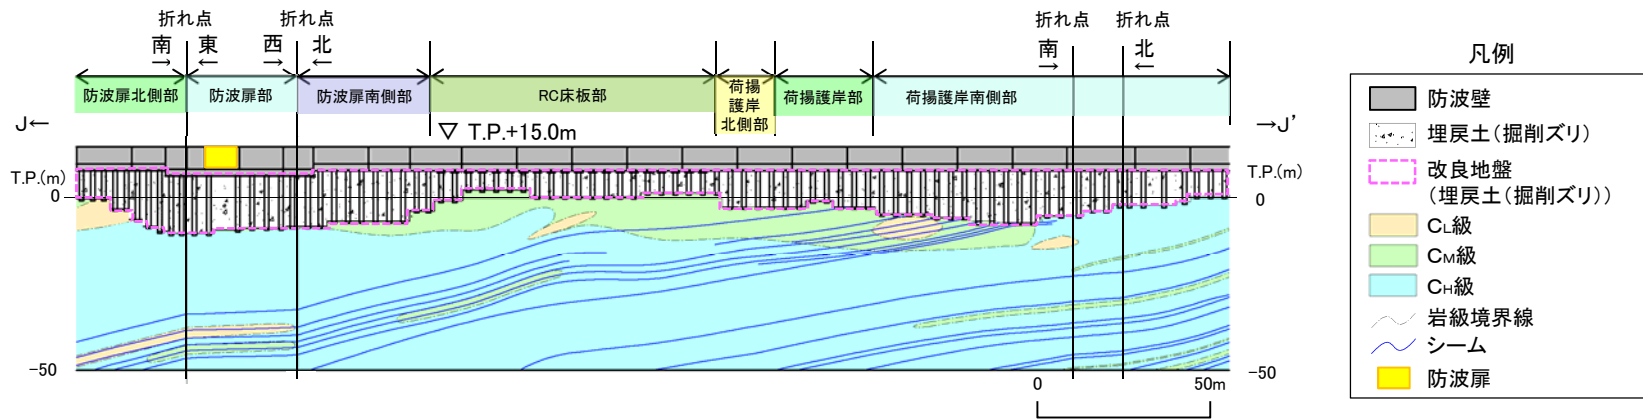 折れ点 折れ点 折れ点 折れ点
南 東 西 北 南 北
→ ← → ← → ←
防波扉北側部 防波扉部 防波扉南側部 RC床板部 荷揚護岸北側部 荷揚護岸部 荷揚護岸南側部
J← ▽ T.P.+15.0m →J'
T.P.(m) T.P.(m)
0 0
-50 -50
0 50m
凡例
防波壁
埋戻土(掘削ズリ)
改良地盤
(埋戻土(掘削ズリ))
CL級
CM級
CH級
岩級境界線
シーム
防波扉